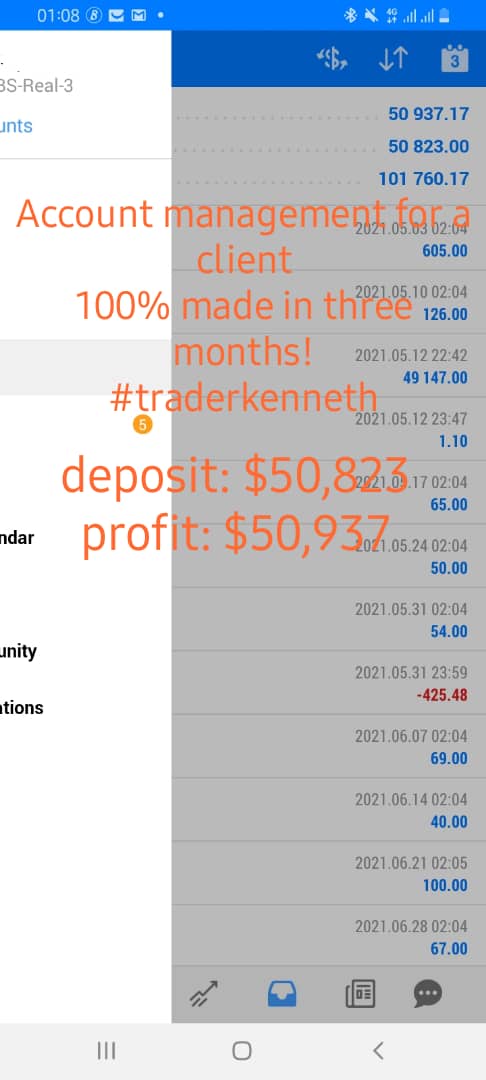 01:08
4G
.
BS-Real-3
unts
3
50 937.17
50 823.00
101 760.17
Account management for a
client
100% made in three
months!
#traderkenneth
deposit: $50,823
profit: $50,937
2021.05.03 02:04
605.00
2021.05.10 02:04
126.00
2021.05.12 22:42
49 147.00
2021.05.12 23:47
1.10
5
2021.05.17 02:04
65.00
2021.05.24 02:04
50.00
ndar
2021.05.31 02:04
54.00
unity
2021.05.31 23:59
-425.48
ations
2021.06.07 02:04
69.00
2021.06.14 02:04
40.00
2021.06.21 02:05
100.00
2021.06.28 02:04
67.00